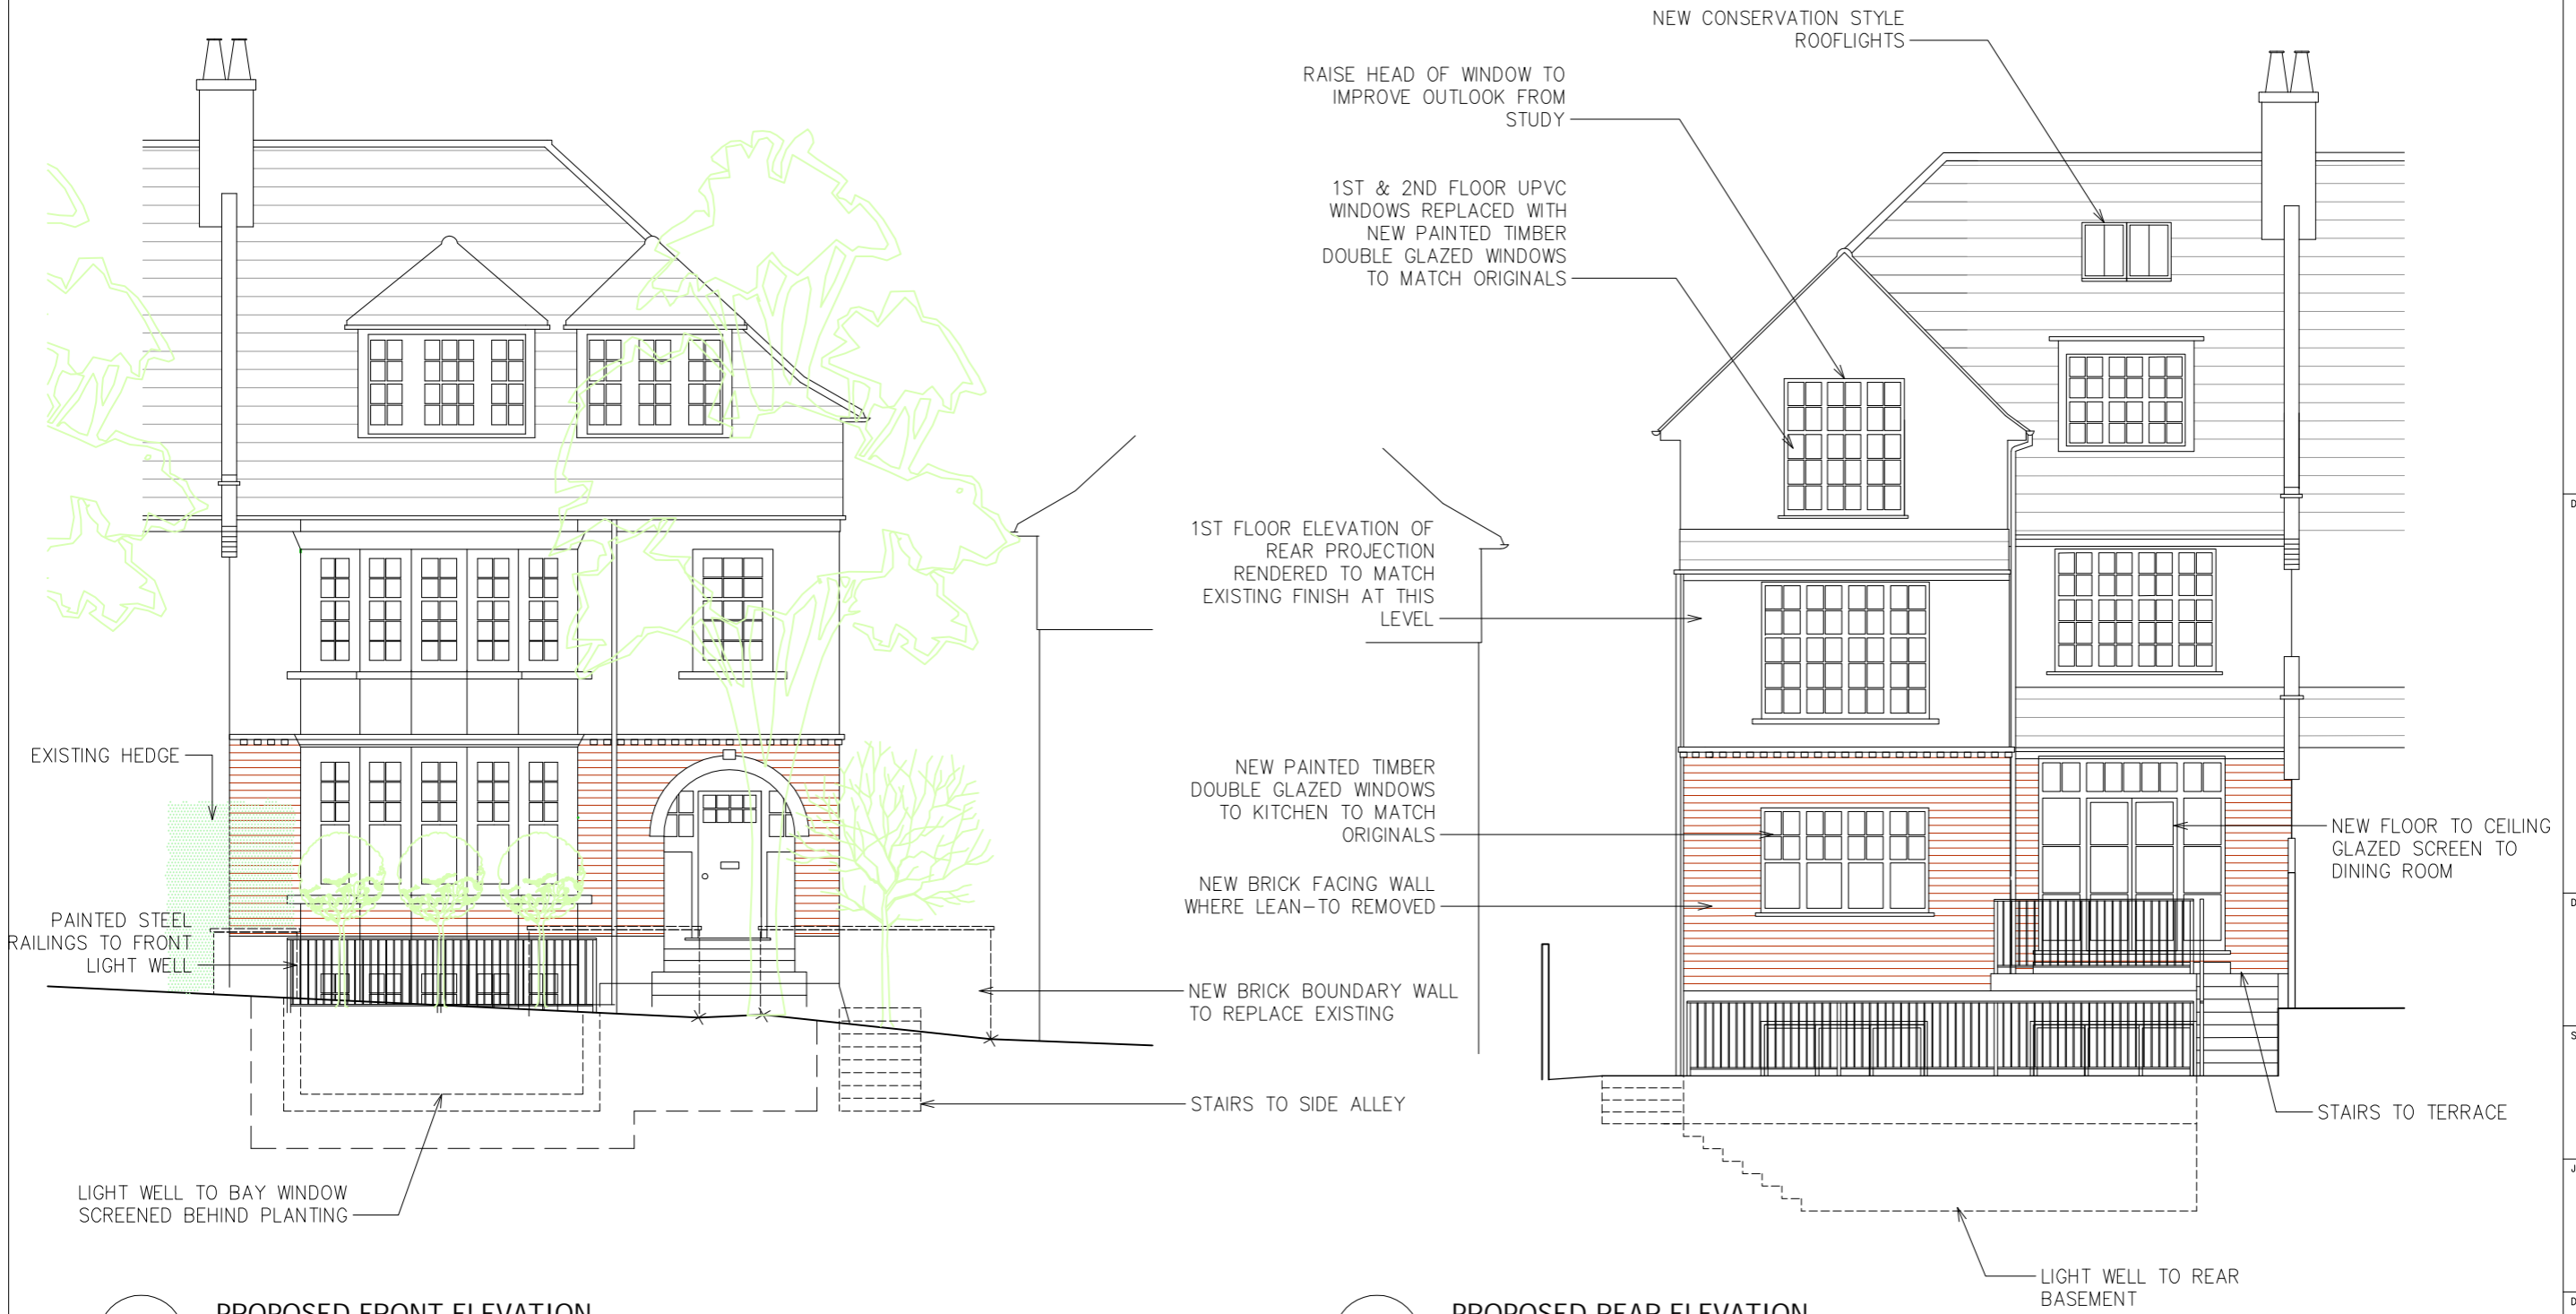 NEW CONSERVATION STYLE
ROOFLIGHTS
RAISE HEAD OF WINDOW TO
IMPROVE OUTLOOK FROM
STUDY
1ST & 2ND FLOOR UPVC
WINDOWS REPLACED WITH
NEW PAINTED TIMBER
DOUBLE GLAZED WINDOWS
TO MATCH ORIGINALS
1ST FLOOR ELEVATION OF
REAR PROJECTION
RENDERED TO MATCH
EXISTING FINISH AT THIS
LEVEL
EXISTING HEDGE
NEW PAINTED TIMBER
DOUBLE GLAZED WINDOWS
TO KITCHEN TO MATCH
ORIGINALS
NEW FLOOR TO CEILING
GLAZED SCREEN TO
DINING ROOM
NEW BRICK FACING WALL
WHERE LEAN-TO REMOVED
PAINTED STEEL
RAILINGS TO FRONT
LIGHT WELL
NEW BRICK BOUNDARY WALL
TO REPLACE EXISTING
STAIRS TO SIDE ALLEY
STAIRS TO TERRACE
LIGHT WELL TO BAY WINDOW
SCREENED BEHIND PLANTING
LIGHT WELL TO REAR
BASEMENT
PROPOSED FRONT ELEVATION
PROPOSED REAR ELEVATION